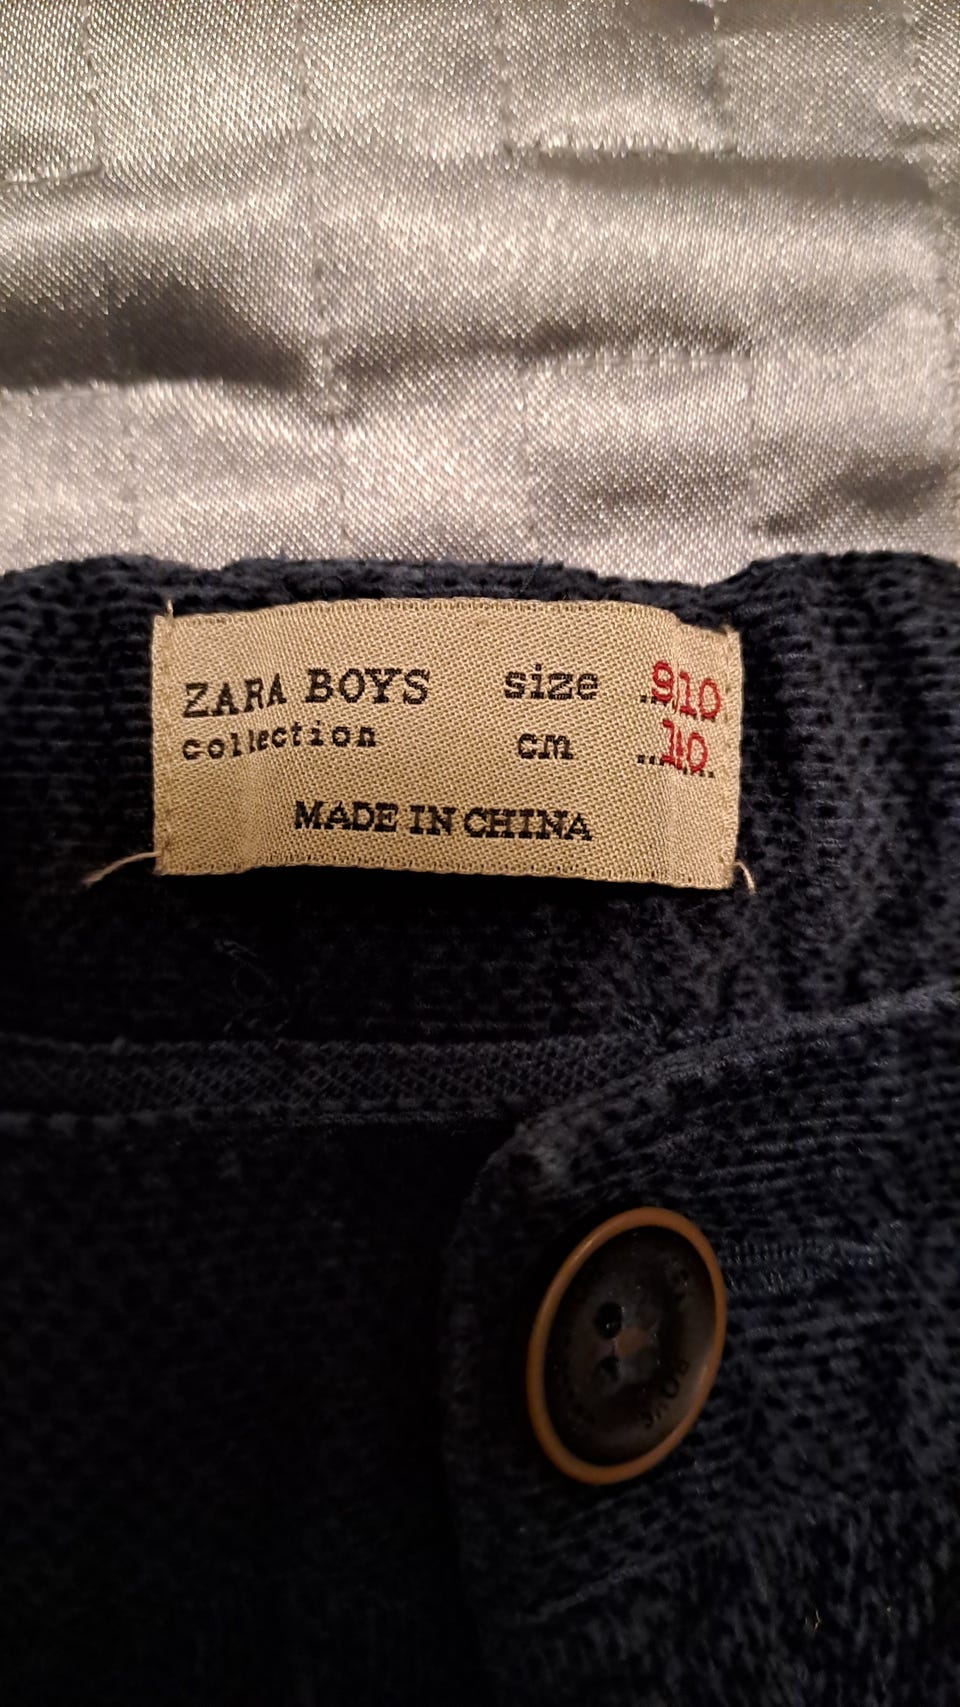 ZARA BOYS size 9,10
collection cm 140
MADE IN CHINA